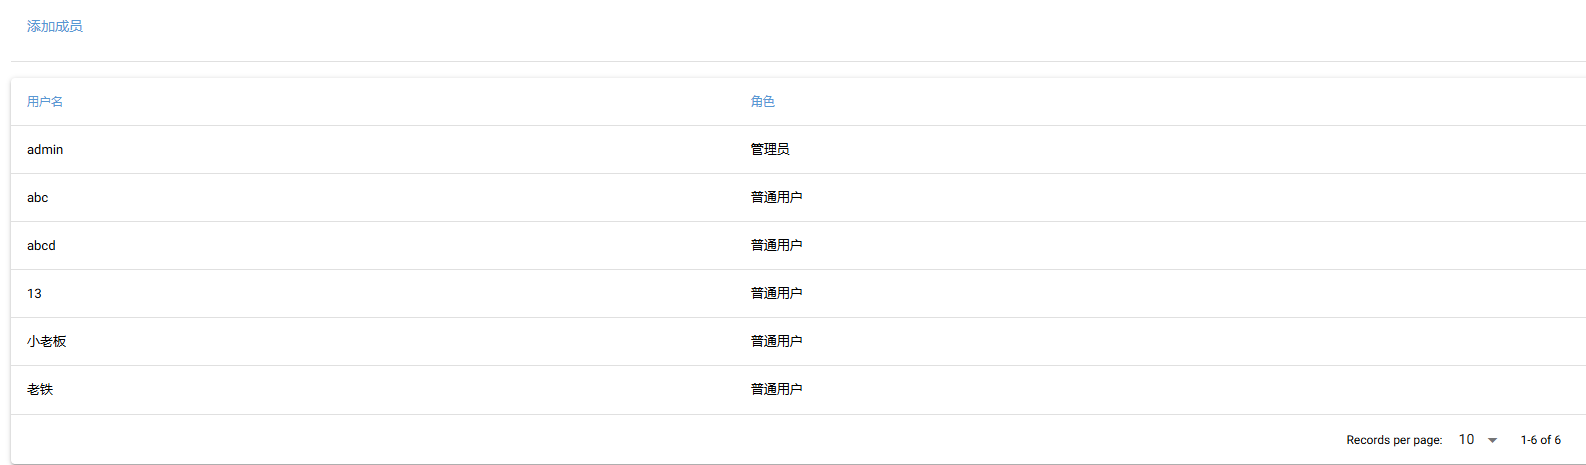 添加成员
用户名 角色
admin 管理员
abc 普通用户
abcd 普通用户
13 普通用户
小老板 普通用户
老铁 普通用户
Records per page: 10 1-6 of 6